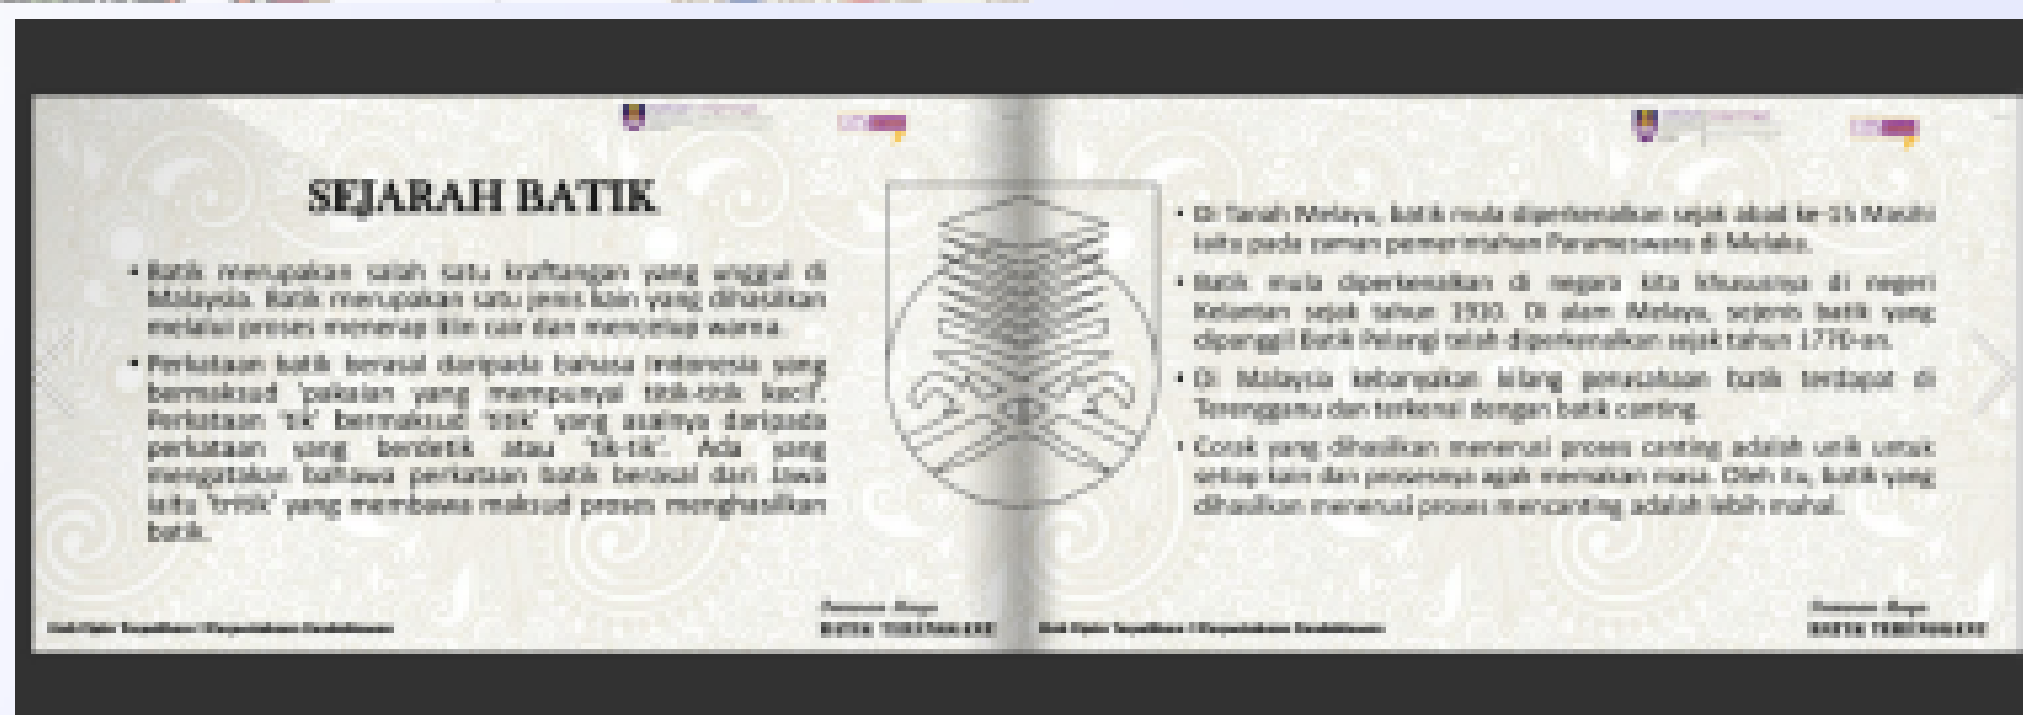 SEJARAH BATIK
• Batik merupakan salah satu kraftangan yang unggul di
Malaysia. Batik merupakan satu jenis kain yang dihasilkan
melalui proses menerap lilin cair dan mencelup warna.
• Perkataan batik berasal daripada bahasa Indonesia yang
bermaksud 'pakaian yang mempunyai titik-titik kecil'.
Perkataan 'tik' bermaksud 'titik' yang asalnya daripada
perkataan yang berdetik atau 'tik-tik'. Ada yang
mengatakan bahawa perkataan batik berasal dari Jawa
iaitu 'tritik' yang membawa maksud proses menghasilkan
batik.
• Di Tanah Melayu, batik mula diperkenalkan sejak abad ke-15 Masihi
iaitu pada zaman pemerintahan Parameswara di Melaka.
• Batik mula diperkenalkan di negara kita khususnya di negeri
Kelantan sejak tahun 1910. Di alam Melayu, sejenis batik yang
dipanggil Batik Pelangi telah diperkenalkan sejak tahun 1770-an.
• Di Malaysia kebanyakan kilang perusahaan batik terdapat di
Terengganu dan terkenal dengan batik canting.
• Corak yang dihasilkan menerusi proses canting adalah unik untuk
setiap kain dan prosesnya agak memakan masa. Oleh itu, batik yang
dihasilkan menerusi proses mencanting adalah lebih mahal.
BATIK TERENGGANU
BATIK TERENGGANU